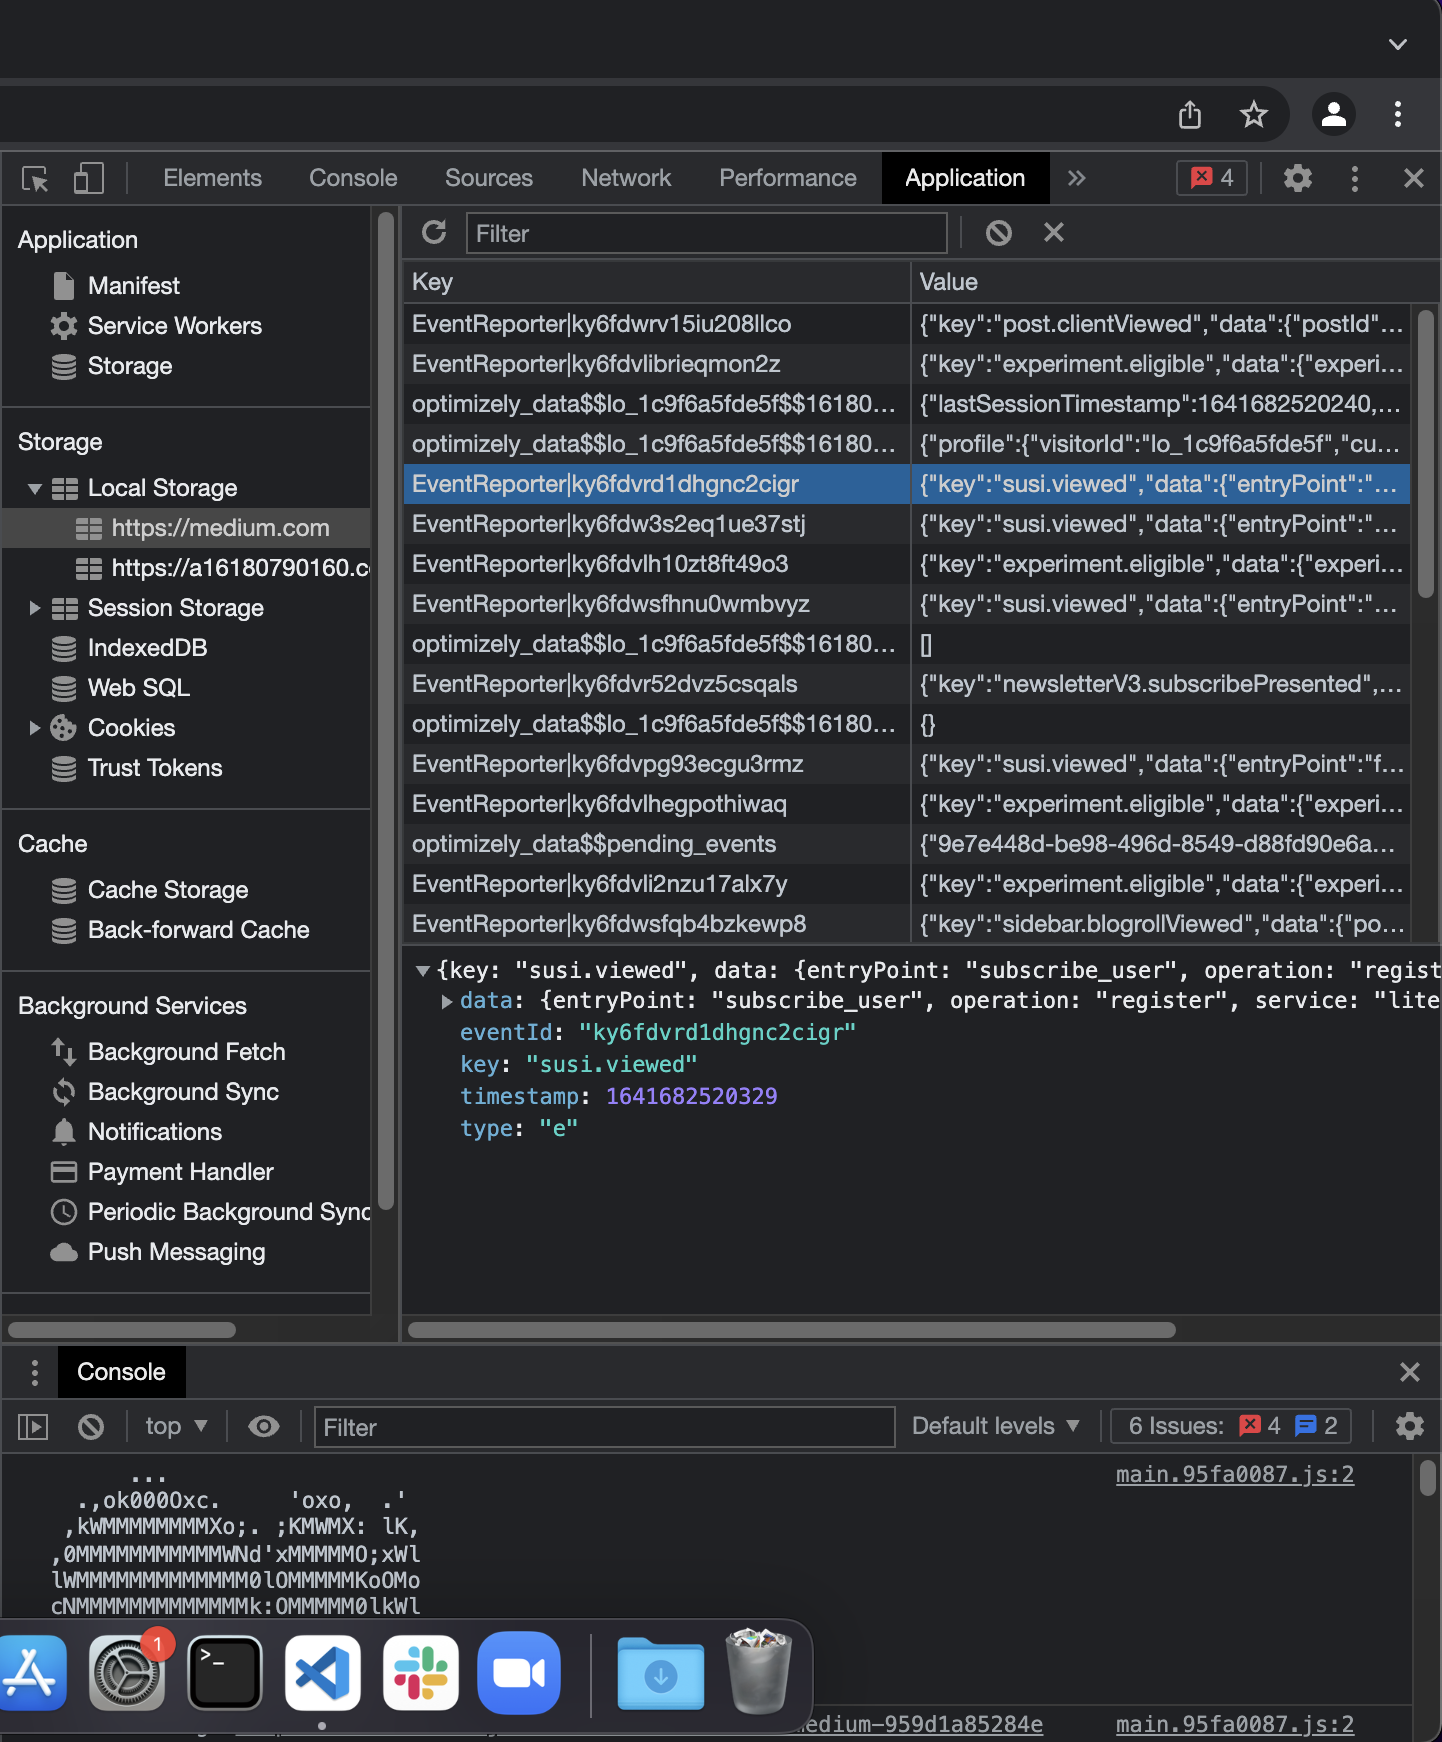 Elements Console Sources Network Performance Application » 4
Application
Manifest
Service Workers
Storage
Storage
Local Storage
https://medium.com
https://a16180790160.c
Session Storage
IndexedDB
Web SQL
Cookies
Trust Tokens
Cache
Cache Storage
Back-forward Cache
Background Services
Background Fetch
Background Sync
Notifications
Payment Handler
Periodic Background Sync
Push Messaging
Filter
Key Value
EventReporter|ky6fdwrv15iu208llco {"key":"post.clientViewed","data":{"postId"…
EventReporter|ky6fdvlibrieqmon2z {"key":"experiment.eligible","data":{"experi…
optimizely_data$$lo_1c9f6a5fde5f$$16180… {"lastSessionTimestamp":1641682520240,…
optimizely_data$$lo_1c9f6a5fde5f$$16180… {"profile":{"visitorId":"lo_1c9f6a5fde5f","cu…
EventReporter|ky6fdvrd1dhgnc2cigr {"key":"susi.viewed","data":{"entryPoint":"…
EventReporter|ky6fdw3s2eq1ue37stj {"key":"susi.viewed","data":{"entryPoint":"…
EventReporter|ky6fdvlh10zt8ft49o3 {"key":"experiment.eligible","data":{"experi…
EventReporter|ky6fdwsfhnu0wmbvyz {"key":"susi.viewed","data":{"entryPoint":"…
optimizely_data$$lo_1c9f6a5fde5f$$16180… []
EventReporter|ky6fdvr52dvz5csqals {"key":"newsletterV3.subscribePresented",…
optimizely_data$$lo_1c9f6a5fde5f$$16180… {}
EventReporter|ky6fdvpg93ecgu3rmz {"key":"susi.viewed","data":{"entryPoint":"f…
EventReporter|ky6fdvlhegpothiwaq {"key":"experiment.eligible","data":{"experi…
optimizely_data$$pending_events {"9e7e448d-be98-496d-8549-d88fd90e6a…
EventReporter|ky6fdvli2nzu17alx7y {"key":"experiment.eligible","data":{"experi…
EventReporter|ky6fdwsfqb4bzkewp8 {"key":"sidebar.blogrollViewed","data":{"po…
{key: "susi.viewed", data: {entryPoint: "subscribe_user", operation: "regist
data: {entryPoint: "subscribe_user", operation: "register", service: "lite
eventId: "ky6fdvrd1dhgnc2cigr"
key: "susi.viewed"
timestamp: 1641682520329
type: "e"
Console
top Filter Default levels 6 Issues: 4 2
main.95fa0087.js:2
...
.,ok000Oxc.     'oxo,  .'
,kWMMMMMMMMXo;. ;KMWMX: lK,
,0MMMMMMMMMMMWNd'xMMMMMO;xWl
lWMMMMMMMMMMMMM0lOMMMMMKoOMo
cNMMMMMMMMMMMMMk:OMMMMM0lkWl
1
>_
edium-959d1a85284e main.95fa0087.js:2